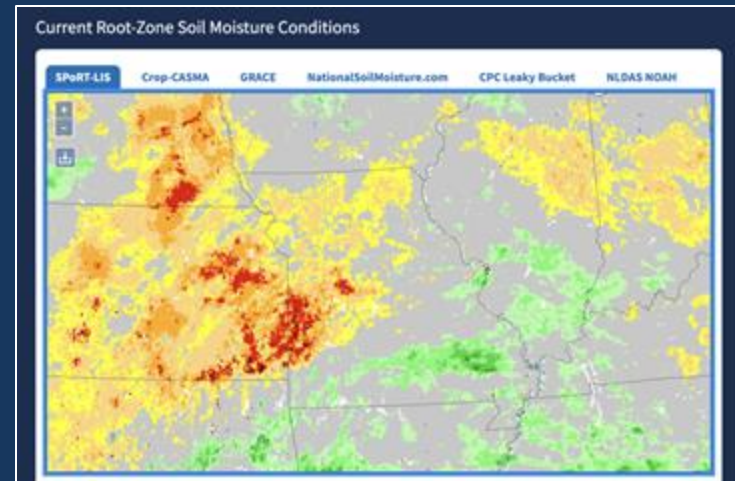 Current Root-Zone Soil Moisture Conditions
SPoRT-LIS Crop-CASMA GRACE NationalSoilMoisture.com CPC Leaky Bucket NLDAS NOAH
+
-